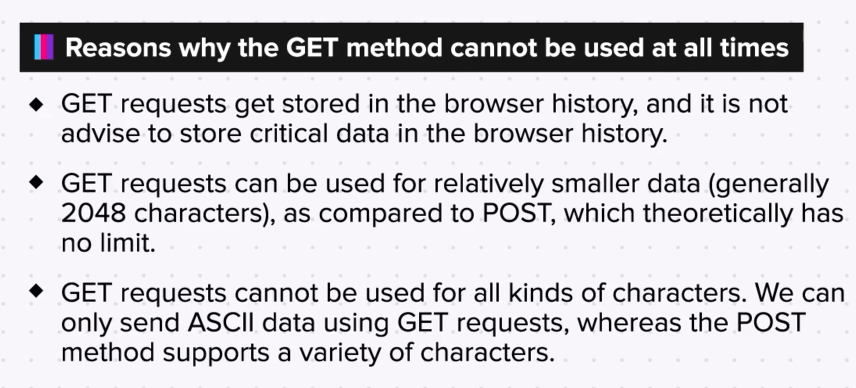 Reasons why the GET method cannot be used at all times
◆ GET requests get stored in the browser history, and it is not
advise to store critical data in the browser history.
◆ GET requests can be used for relatively smaller data (generally
2048 characters), as compared to POST, which theoretically has
no limit.
◆ GET requests cannot be used for all kinds of characters. We can
only send ASCII data using GET requests, whereas the POST
method supports a variety of characters.